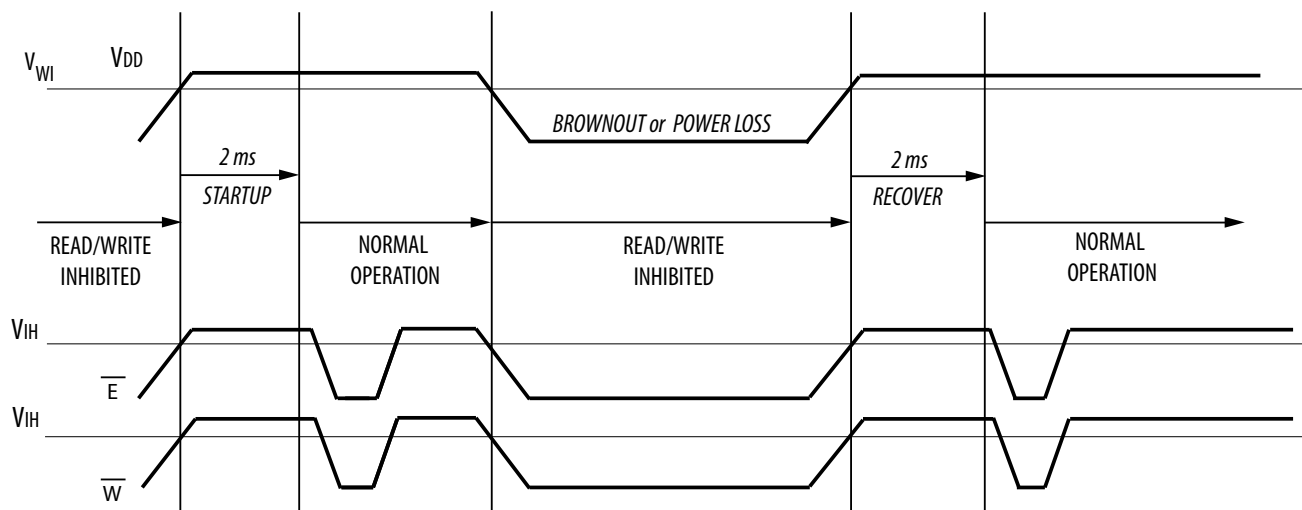 VWI VDD
BROWNOUT or POWER LOSS
2 ms
STARTUP
2 ms
RECOVER
READ/WRITE
INHIBITED
NORMAL
OPERATION
READ/WRITE
INHIBITED
NORMAL
OPERATION
VIH
E
VIH
W